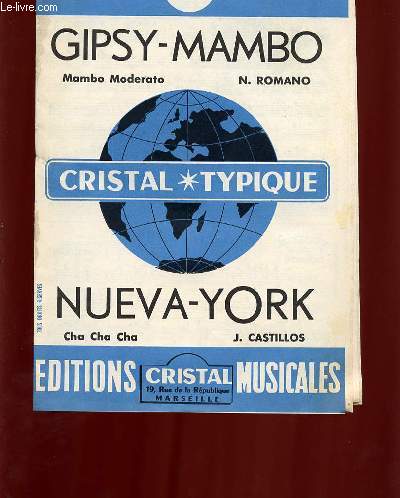 Le-Livre.com
GIPSY-MAMBO
Mambo Moderato N. ROMANO
CRISTAL TYPIQUE
NUEVA-YORK
Cha Cha Cha J. CASTILLOS
EDITIONS CRISTAL MUSICALES
19, Rue de la République
MARSEILLE